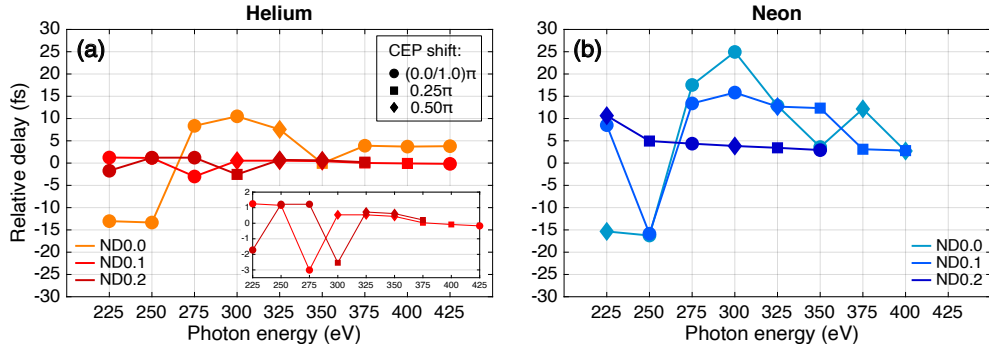 Helium
(a)
CEP shift:
(0.0/1.0)π
0.25π
0.50π
Relative delay (fs)
30
25
20
15
10
5
0
-5
-10
-15
-20
-25
-30
ND0.0
ND0.1
ND0.2
2
1
0
-1
-2
-3
225 250 275 300 325 350 375 400 425
225 250 275 300 325 350 375 400 425
Photon energy (eV)
Neon
(b)
30
25
20
15
10
5
0
-5
-10
-15
-20
-25
-30
ND0.0
ND0.1
ND0.2
225 250 275 300 325 350 375 400 425
Photon energy (eV)